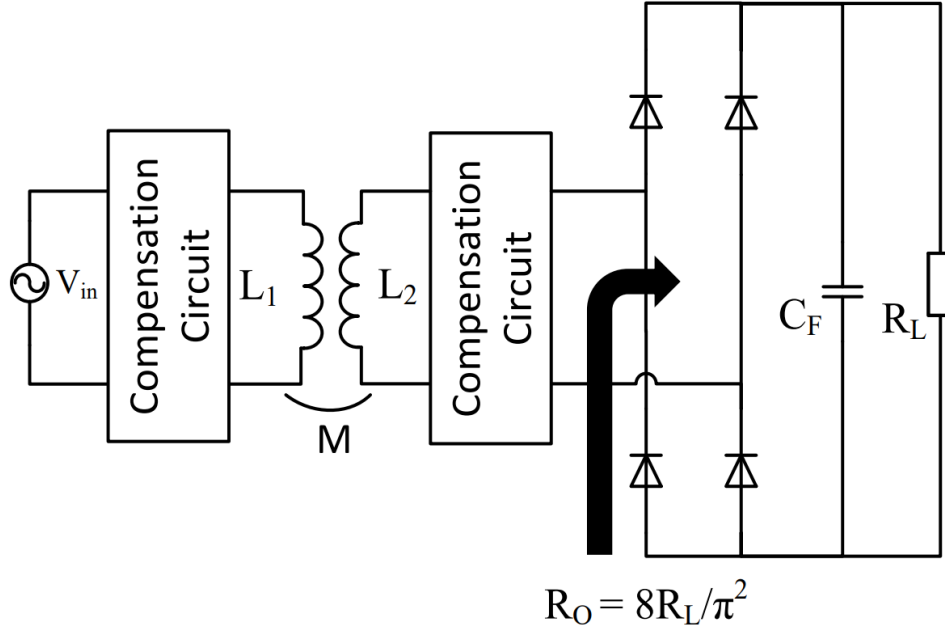 Compensation
Circuit
Compensation
Circuit
V_in
L_1
L_2
M
C_F
R_L
R_O = 8R_L/π^2